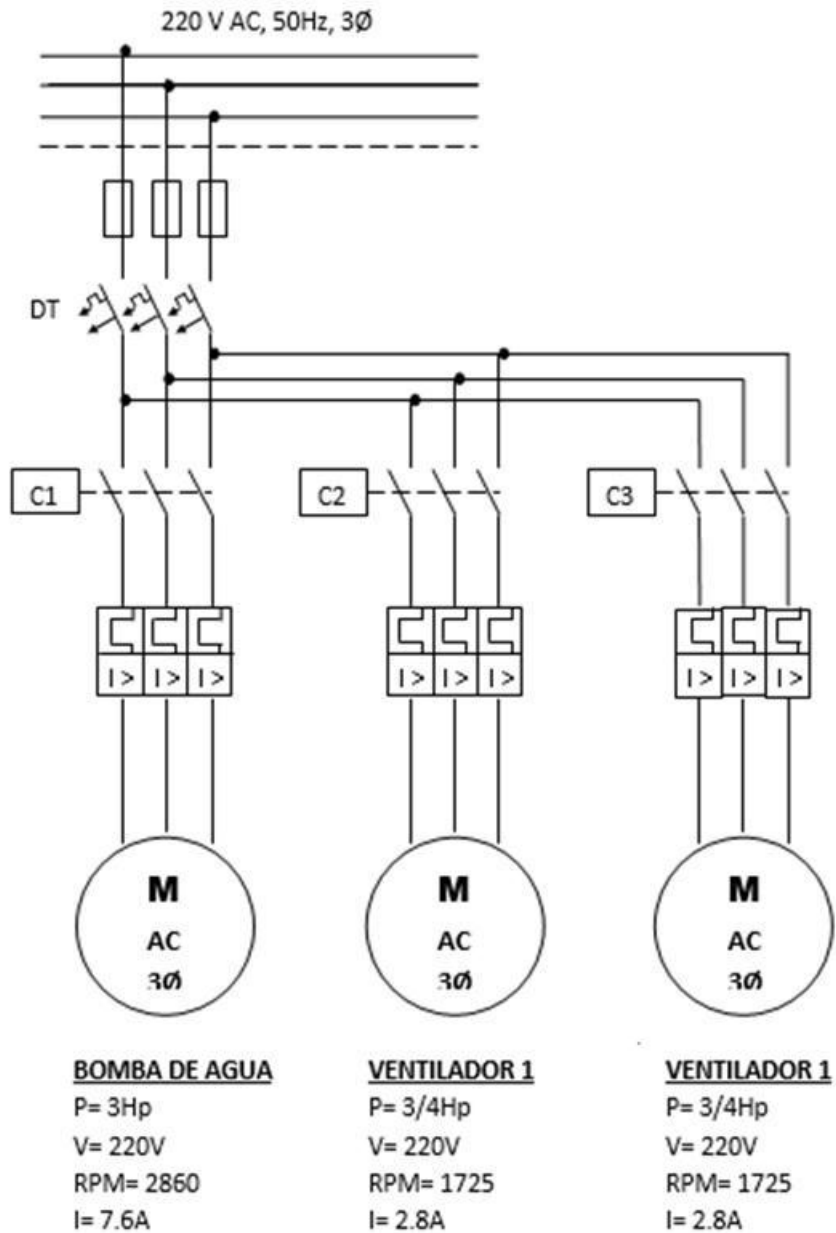 220 V AC, 50Hz, 3Ø
DT
C1
C2
C3
I >
I >
I >
I >
I >
I >
I >
I >
I >
M
AC
3Ø
M
AC
3Ø
M
AC
3Ø
BOMBA DE AGUA
P= 3Hp
V= 220V
RPM= 2860
I= 7.6A
VENTILADOR 1
P= 3/4Hp
V= 220V
RPM= 1725
I= 2.8A
VENTILADOR 1
P= 3/4Hp
V= 220V
RPM= 1725
I= 2.8A